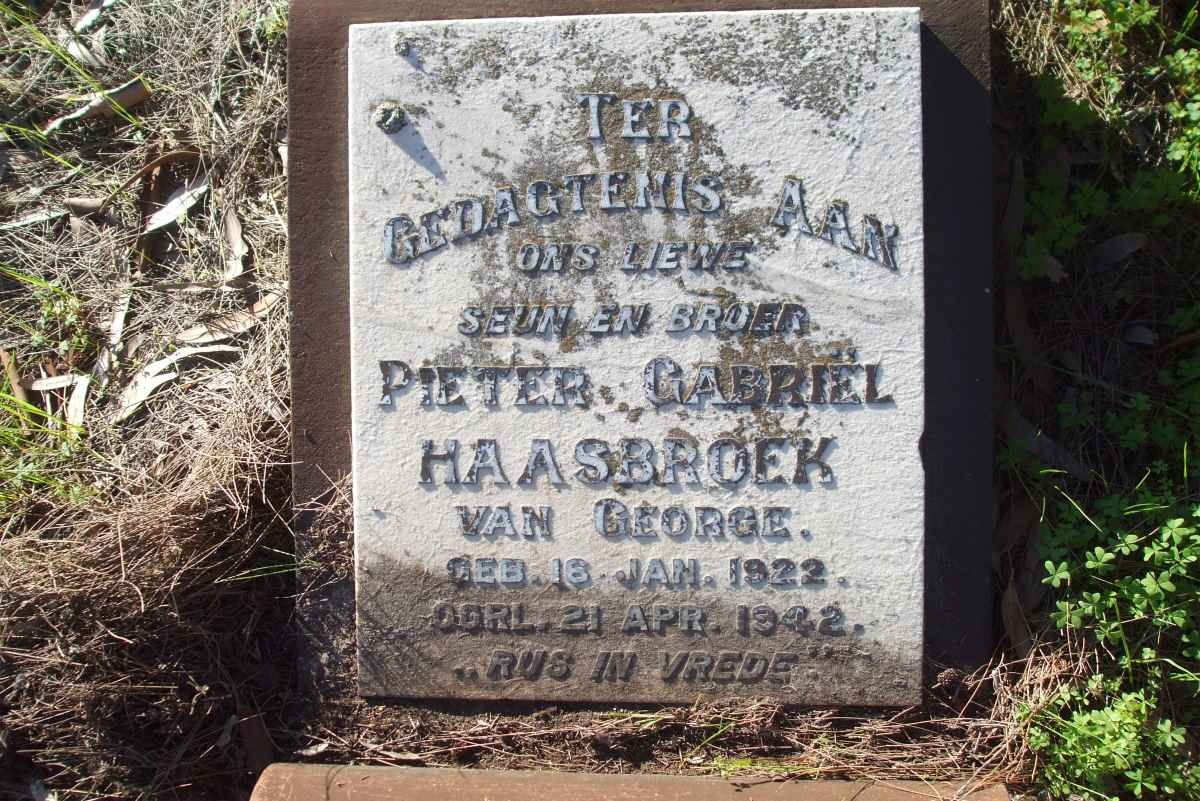 TER
GEDAGTENIS AAN
ONS LIEWE
SEUN EN BROER
PIETER GABRIËL
HAASBROEK
VAN GEORGE.
GEB. 16 JAN. 1922.
OORL. 21 APR. 1942.
„RUS IN VREDE"